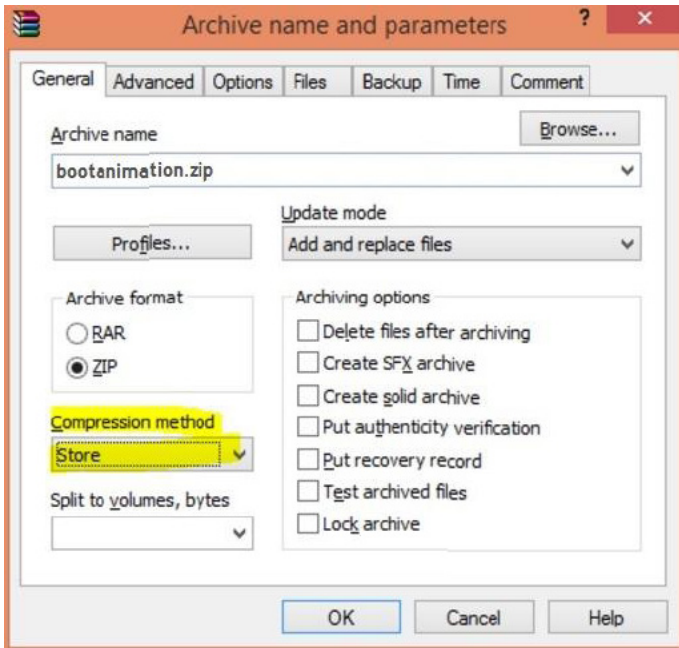 Archive name and parameters ? ×
General Advanced Options Files Backup Time Comment
Archive name
Browse...
bootanimation.zip
Update mode
Profiles...
Add and replace files
Archive format
RAR
ZIP
Archiving options
Delete files after archiving
Create SFX archive
Create solid archive
Put authenticity verification
Put recovery record
Test archived files
Lock archive
Compression method
Store
Split to volumes, bytes
OK Cancel Help